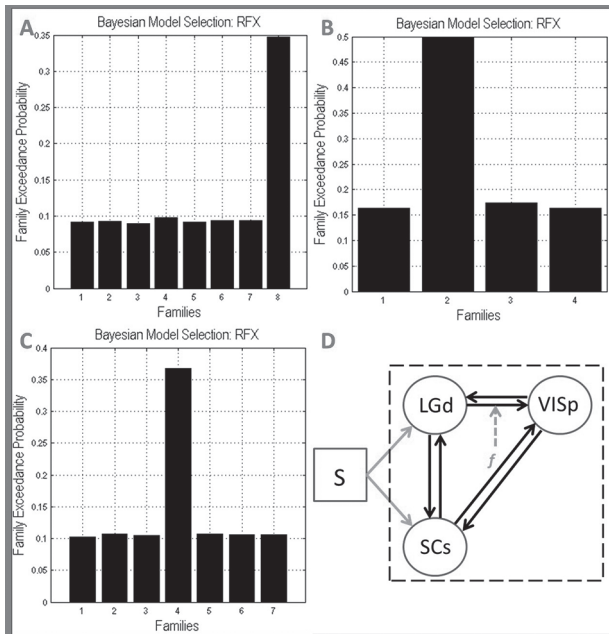 A
Bayesian Model Selection: RFX
Family Exceedance Probability
0.35
0.3
0.25
0.2
0.15
0.1
0.05
0
1 2 3 4 5 6 7 8
Families
B
Bayesian Model Selection: RFX
Family Exceedance Probability
0.5
0.45
0.4
0.35
0.3
0.25
0.2
0.15
0.1
0.05
0
1 2 3 4
Families
C
Bayesian Model Selection: RFX
Family Exceedance Probability
0.4
0.35
0.3
0.25
0.2
0.15
0.1
0.05
0
1 2 3 4 5 6 7
Families
D
LGd
VISp
f
S
SCs